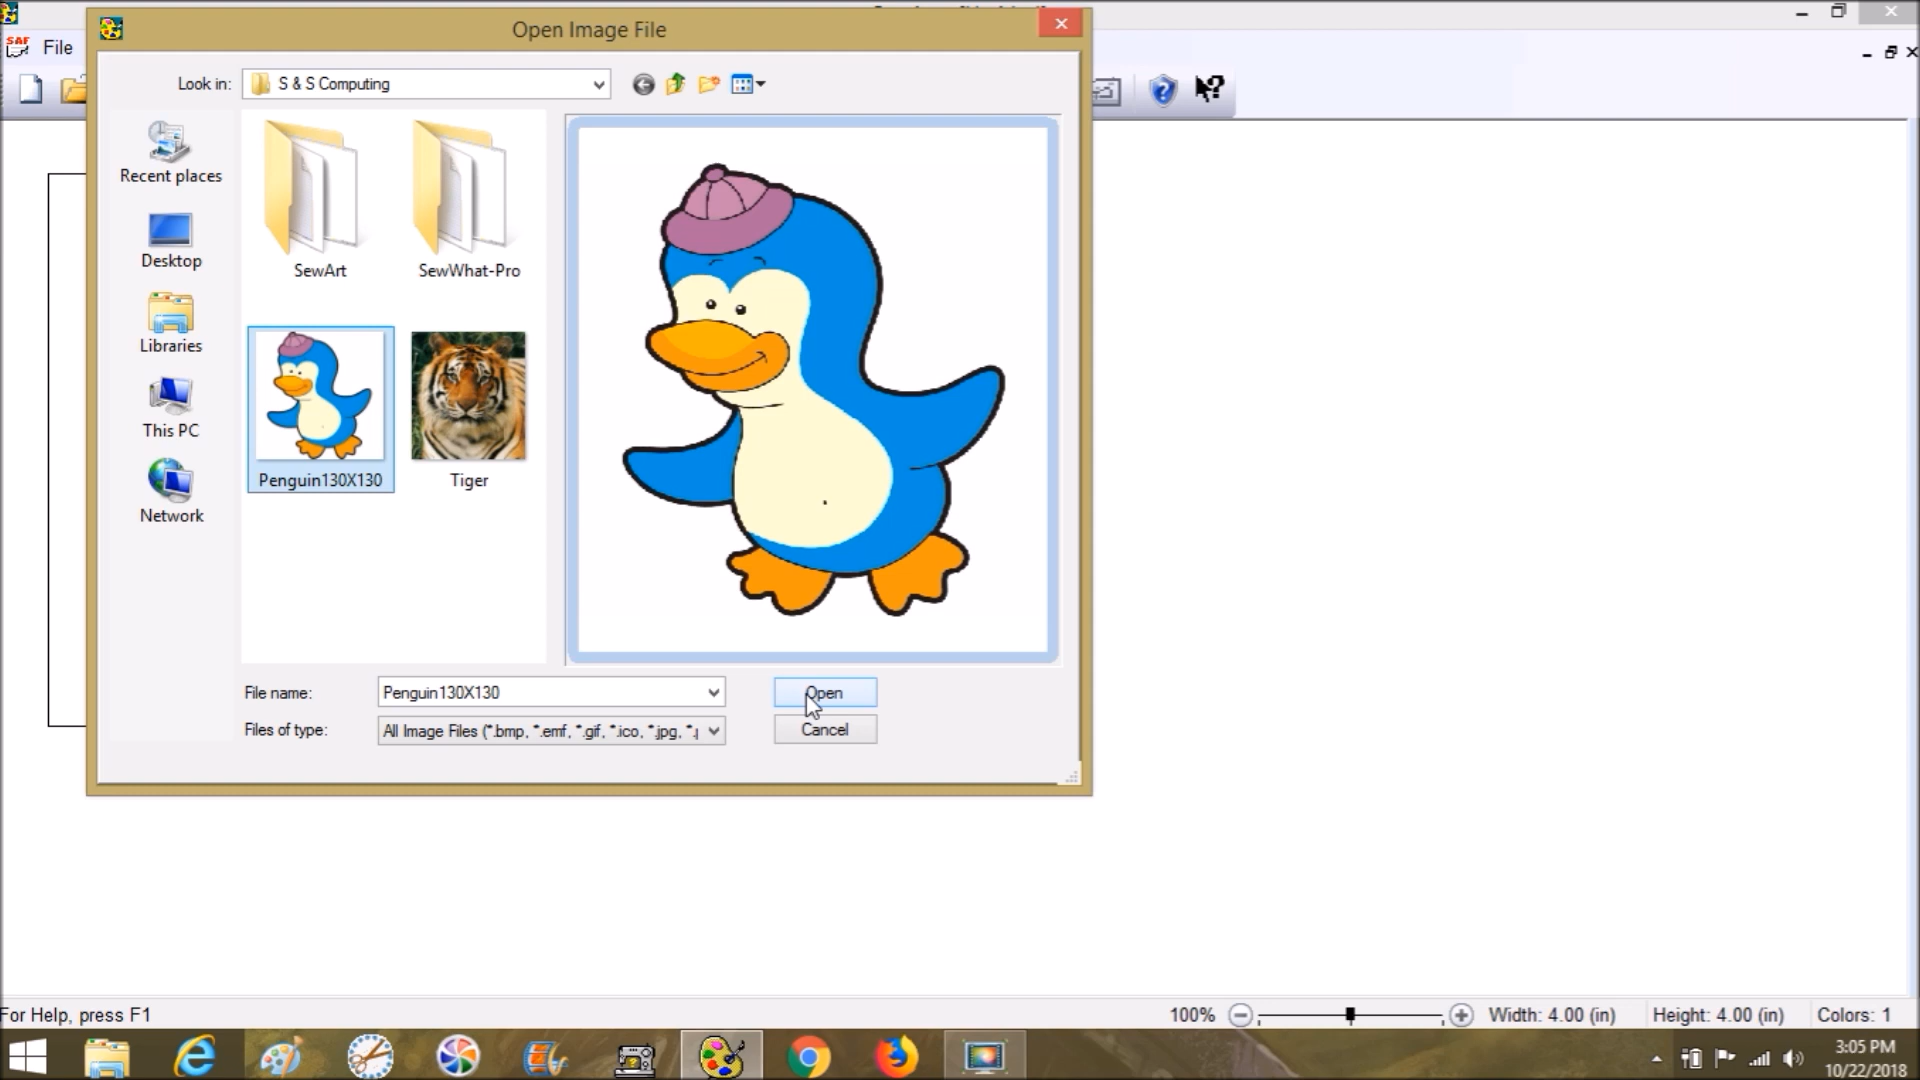 Open Image File
SAF
File
Look in:
S & S Computing
Recent places
Desktop
Libraries
This PC
Network
SewArt
SewWhat-Pro
Penguin130X130
Tiger
File name:
Penguin130X130
Open
Files of type:
All Image Files (*.bmp, *.emf, *.gif, *.ico, *.jpg, *.
Cancel
For Help, press F1
100%
Width: 4.00 (in)
Height: 4.00 (in)
Colors: 1
3:05 PM
10/22/2018